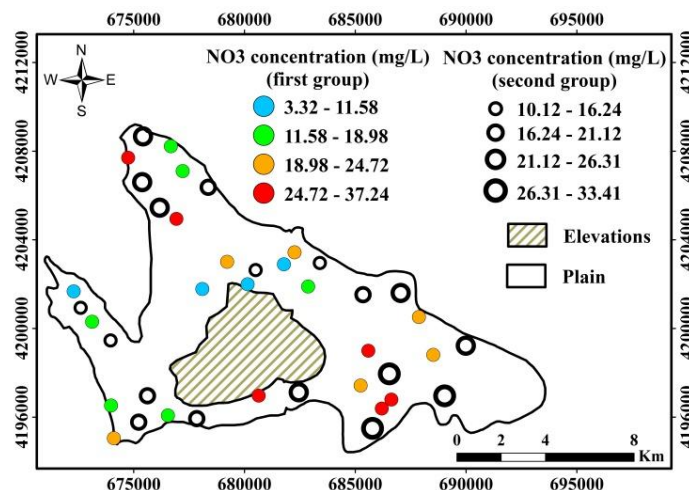 675000 680000 685000 690000 695000
4212000
4208000
4204000
4200000
4196000
N
W E
S
NO3 concentration (mg/L)
(first group)
3.32 - 11.58
11.58 - 18.98
18.98 - 24.72
24.72 - 37.24
NO3 concentration (mg/L)
(second group)
10.12 - 16.24
16.24 - 21.12
21.12 - 26.31
26.31 - 33.41
Elevations
Plain
4212000
4208000
4204000
4200000
4196000
0 2 4 8
Km
675000 680000 685000 690000 695000